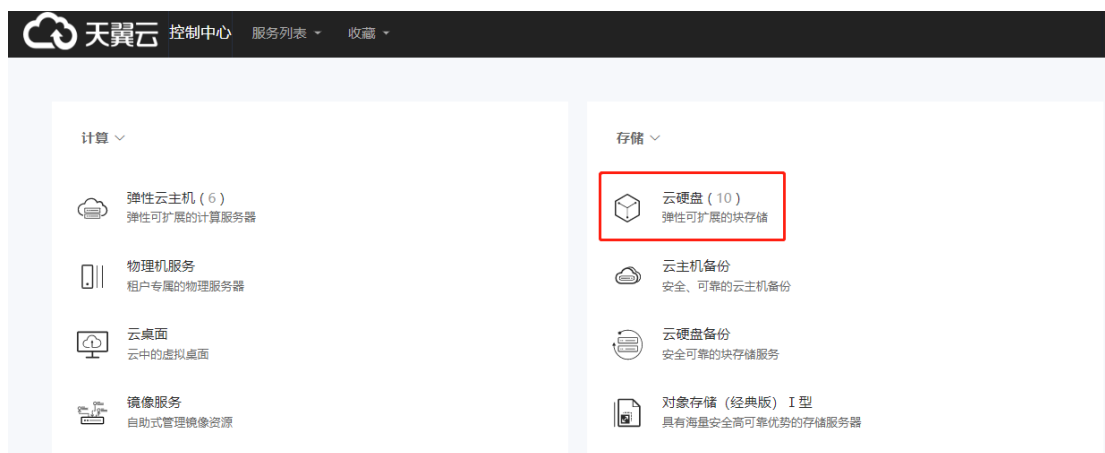 天翼云 控制中心 服务列表 收藏
计算
弹性云主机 ( 6 )
弹性可扩展的计算服务器
物理机服务
租户专属的物理服务器
云桌面
云中的虚拟桌面
镜像服务
自助式管理镜像资源
存储
云硬盘 ( 10 )
弹性可扩展的块存储
云主机备份
安全、可靠的云主机备份
云硬盘备份
安全可靠的块存储服务
对象存储（经典版）I型
具有海量安全高可靠优势的存储服务器